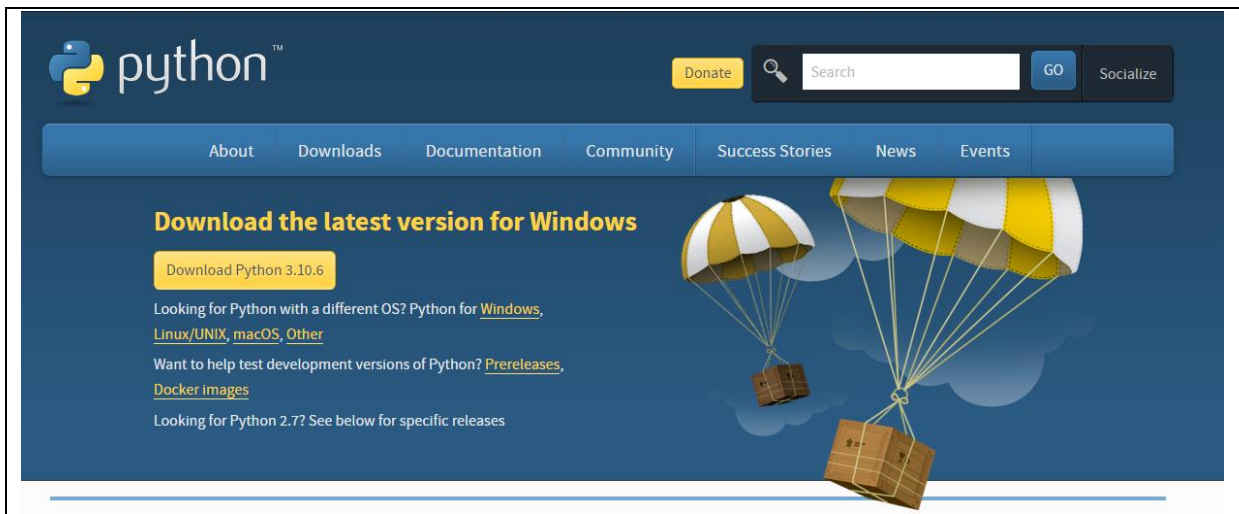 python™
Donate
Search
GO
Socialize
About Downloads Documentation Community Success Stories News Events
Download the latest version for Windows
Download Python 3.10.6
Looking for Python with a different OS? Python for Windows,
Linux/UNIX, macOS, Other
Want to help test development versions of Python? Prereleases,
Docker images
Looking for Python 2.7? See below for specific releases